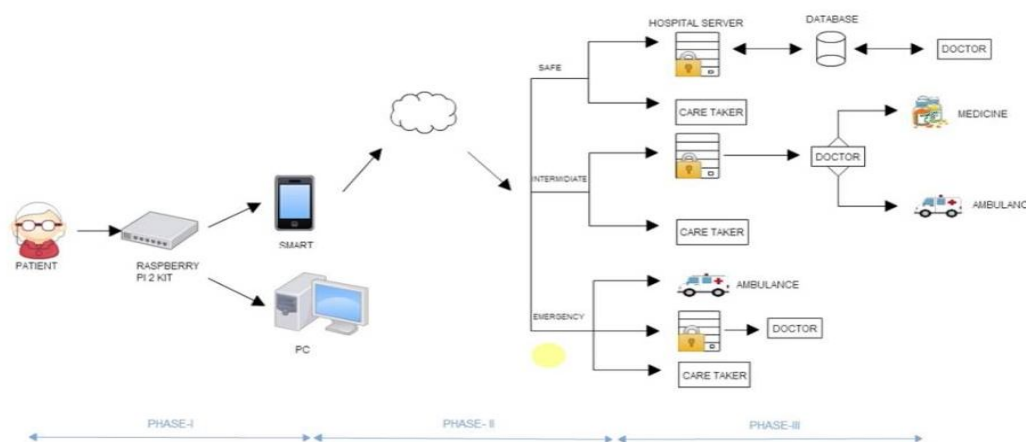 HOSPITAL SERVER
DATABASE
SAFE
DOCTOR
CARE TAKER
MEDICINE
INTERMIDIATE
DOCTOR
AMBULANC
CARE TAKER
SMART
PATIENT
RASPBERRY
PI 2 KIT
PC
AMBULANCE
EMERGENCY
DOCTOR
CARE TAKER
PHASE-I
PHASE- II
PHASE-III